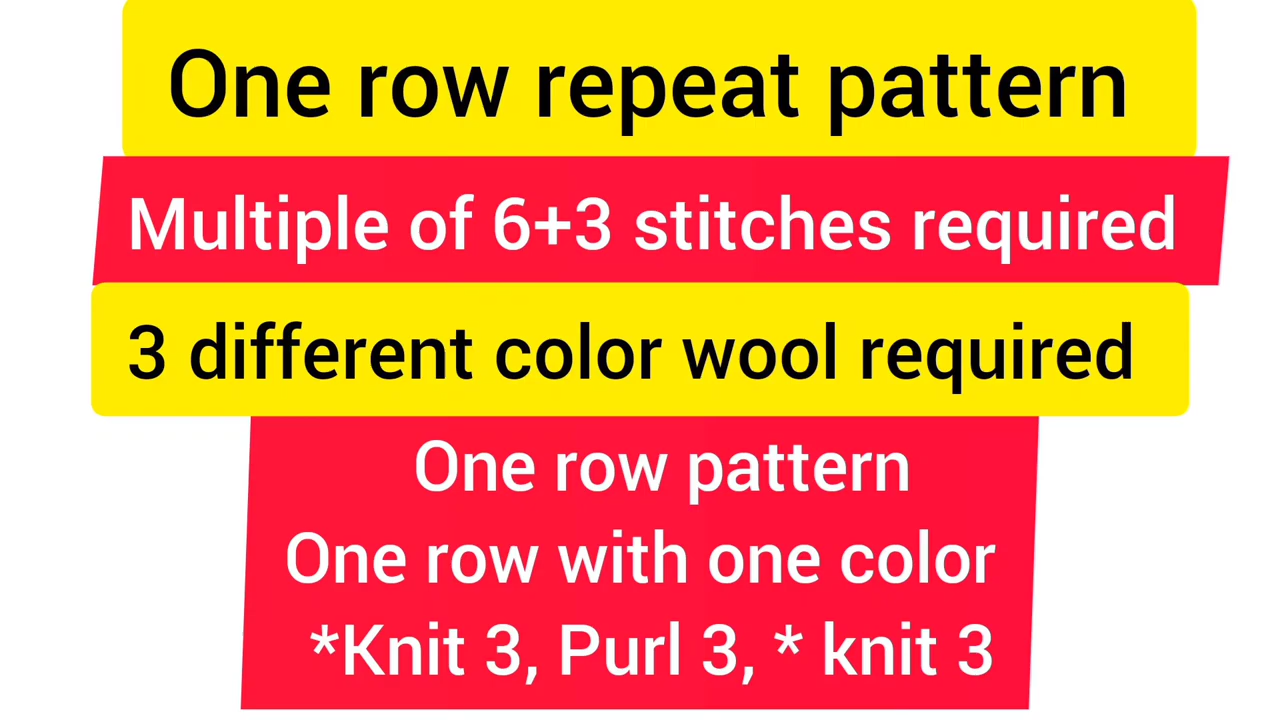 One row repeat pattern
Multiple of 6+3 stitches required
3 different color wool required
One row pattern
One row with one color
*Knit 3, Purl 3, * knit 3